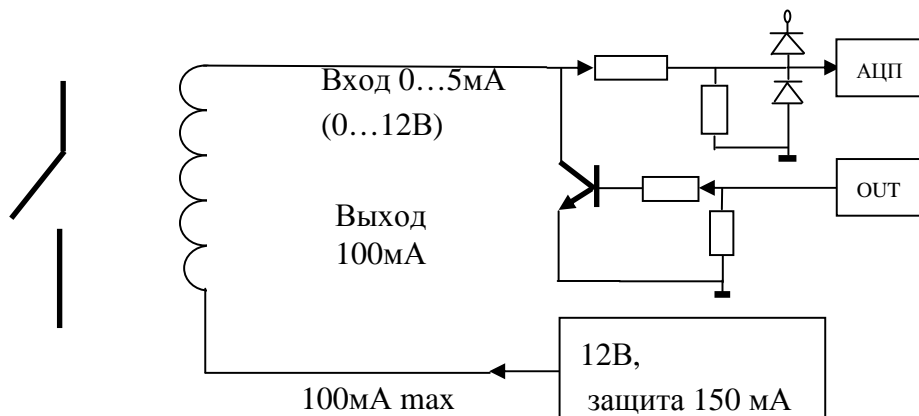 Вход 0…5мА
(0…12В)
АЦП
Выход
100мА
OUT
12В,
защита 150 мА
100мА max